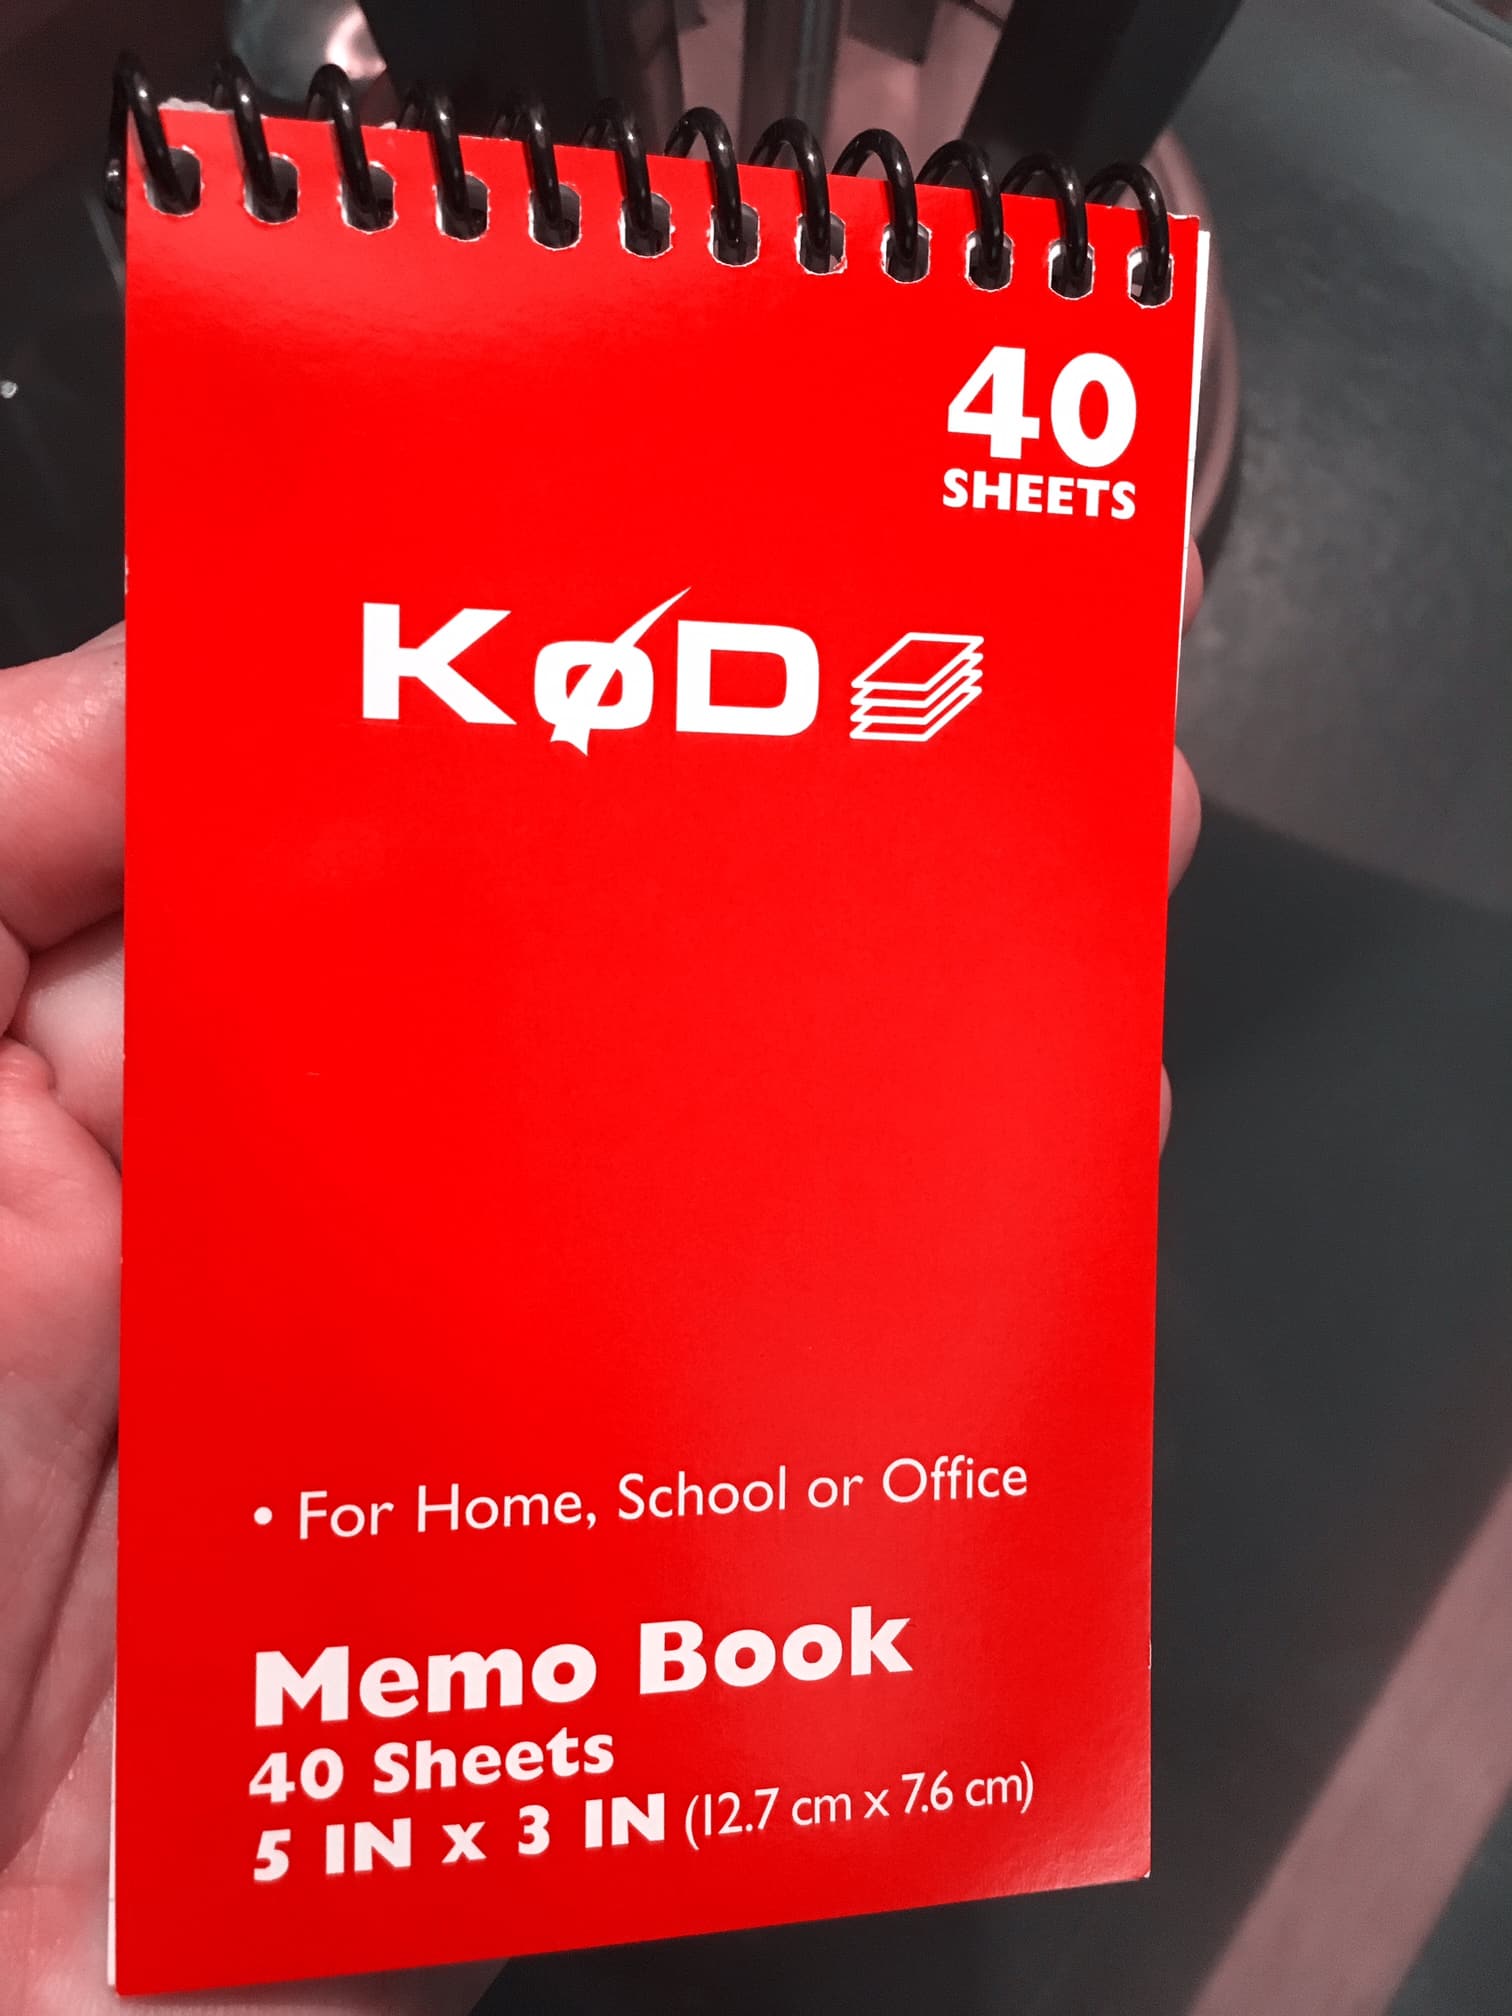 40
SHEETS
KØD
• For Home, School or Office
Memo Book
40 Sheets
5 IN x 3 IN (12.7 cm x 7.6 cm)